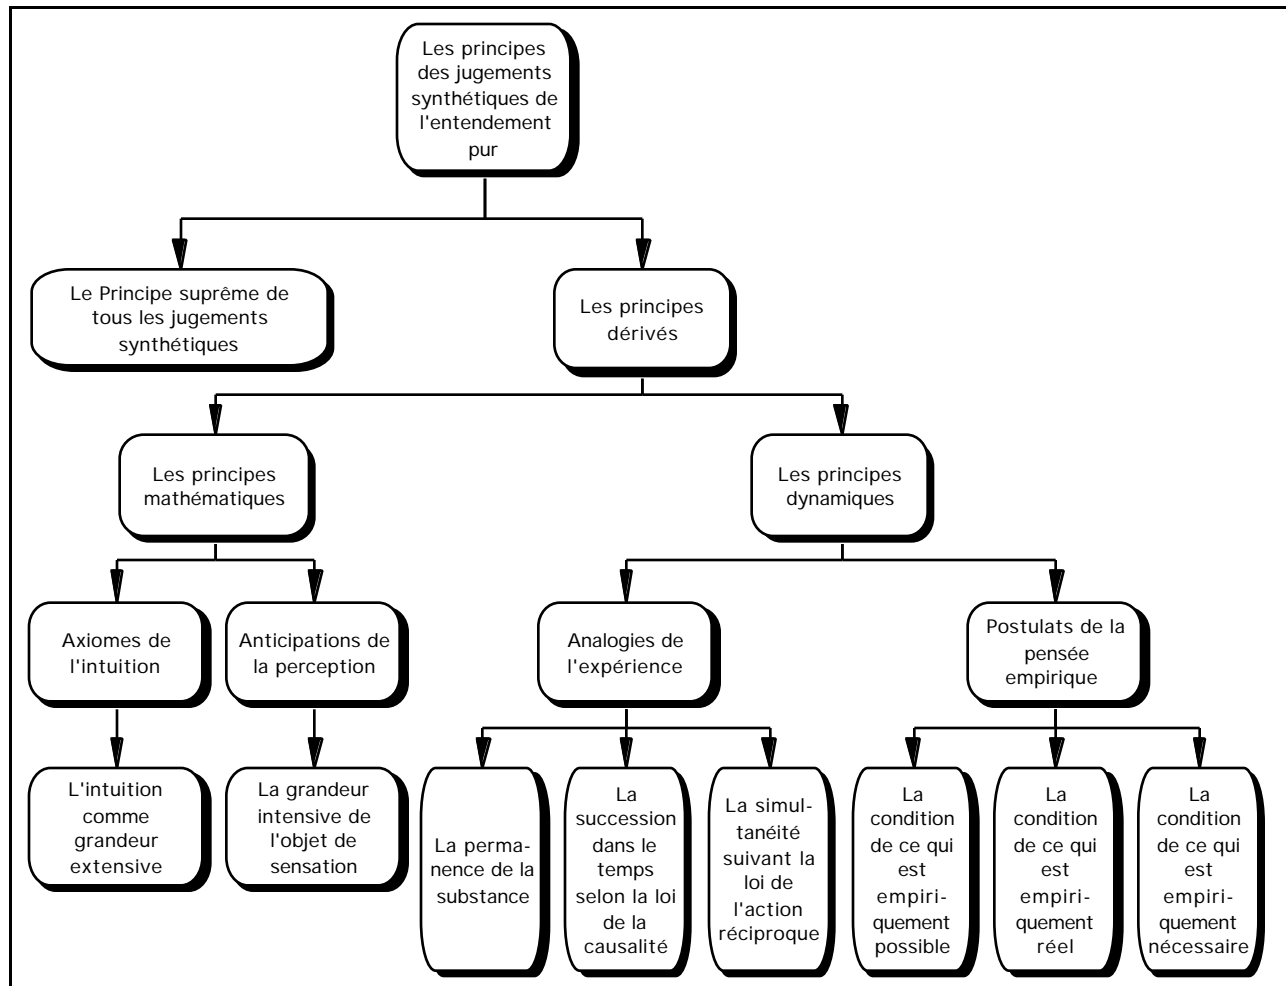 Les principes
des jugements
synthétiques de
l'entendement
pur
Le Principe suprême de
tous les jugements
synthétiques
Les principes
dérivés
Les principes
mathématiques
Les principes
dynamiques
Axiomes de
l'intuition
Anticipations de
la perception
Analogies de
l'expérience
Postulats de la
pensée
empirique
L'intuition
comme
grandeur
extensive
La grandeur
intensive de
l'objet de
sensation
La perma-
nence de la
substance
La
succession
dans le
temps
selon la loi
de la
causalité
La simul-
tanéité
suivant la
loi de
l'action
réciproque
La
condition
de ce qui
est
empiri-
quement
possible
La
condition
de ce qui
est
empiri-
quement
réel
La
condition
de ce qui
est
empiri-
quement
nécessaire